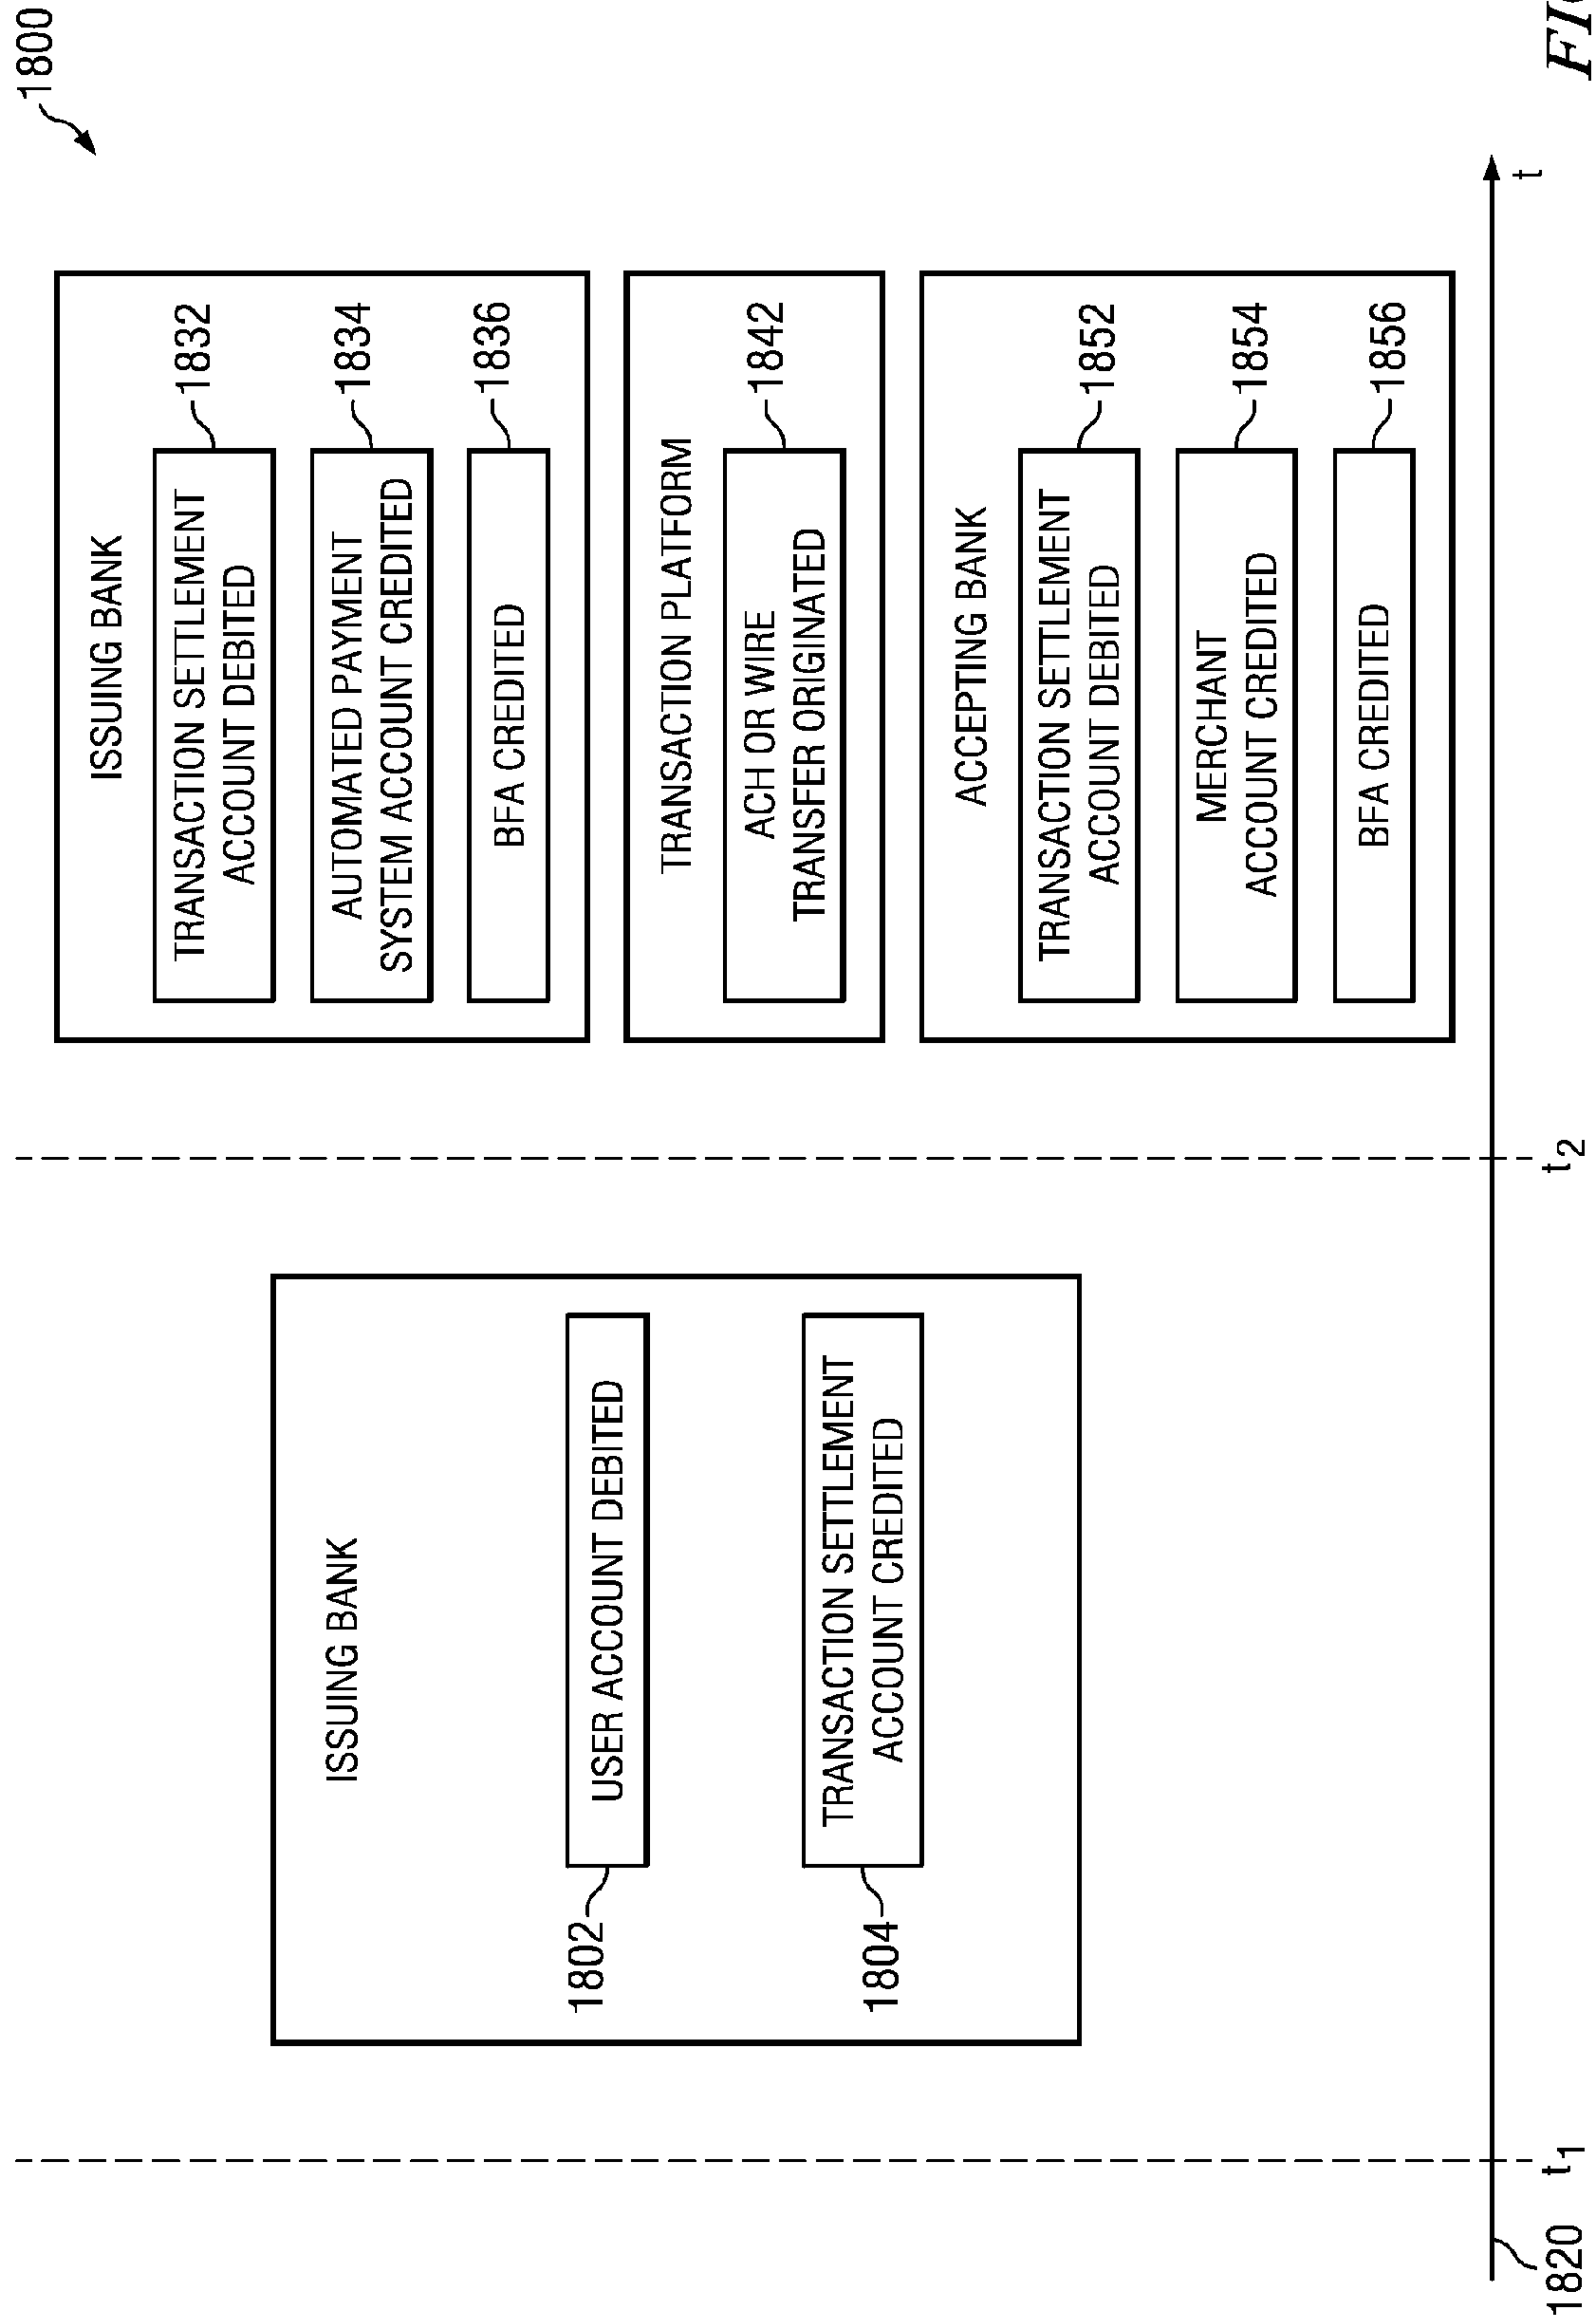 1800
ISSUING BANK
USER ACCOUNT DEBITED
1802
TRANSACTION SETTLEMENT
ACCOUNT CREDITED
1804
ISSUING BANK
TRANSACTION SETTLEMENT
ACCOUNT DEBITED
1832
AUTOMATED PAYMENT
SYSTEM ACCOUNT CREDITED
1834
BFA CREDITED
1836
TRANSACTION PLATFORM
ACH OR WIRE
TRANSFER ORIGINATED
1842
ACCEPTING BANK
TRANSACTION SETTLEMENT
ACCOUNT DEBITED
1852
MERCHANT
ACCOUNT CREDITED
1854
BFA CREDITED
1856
1820
t1
t2
t